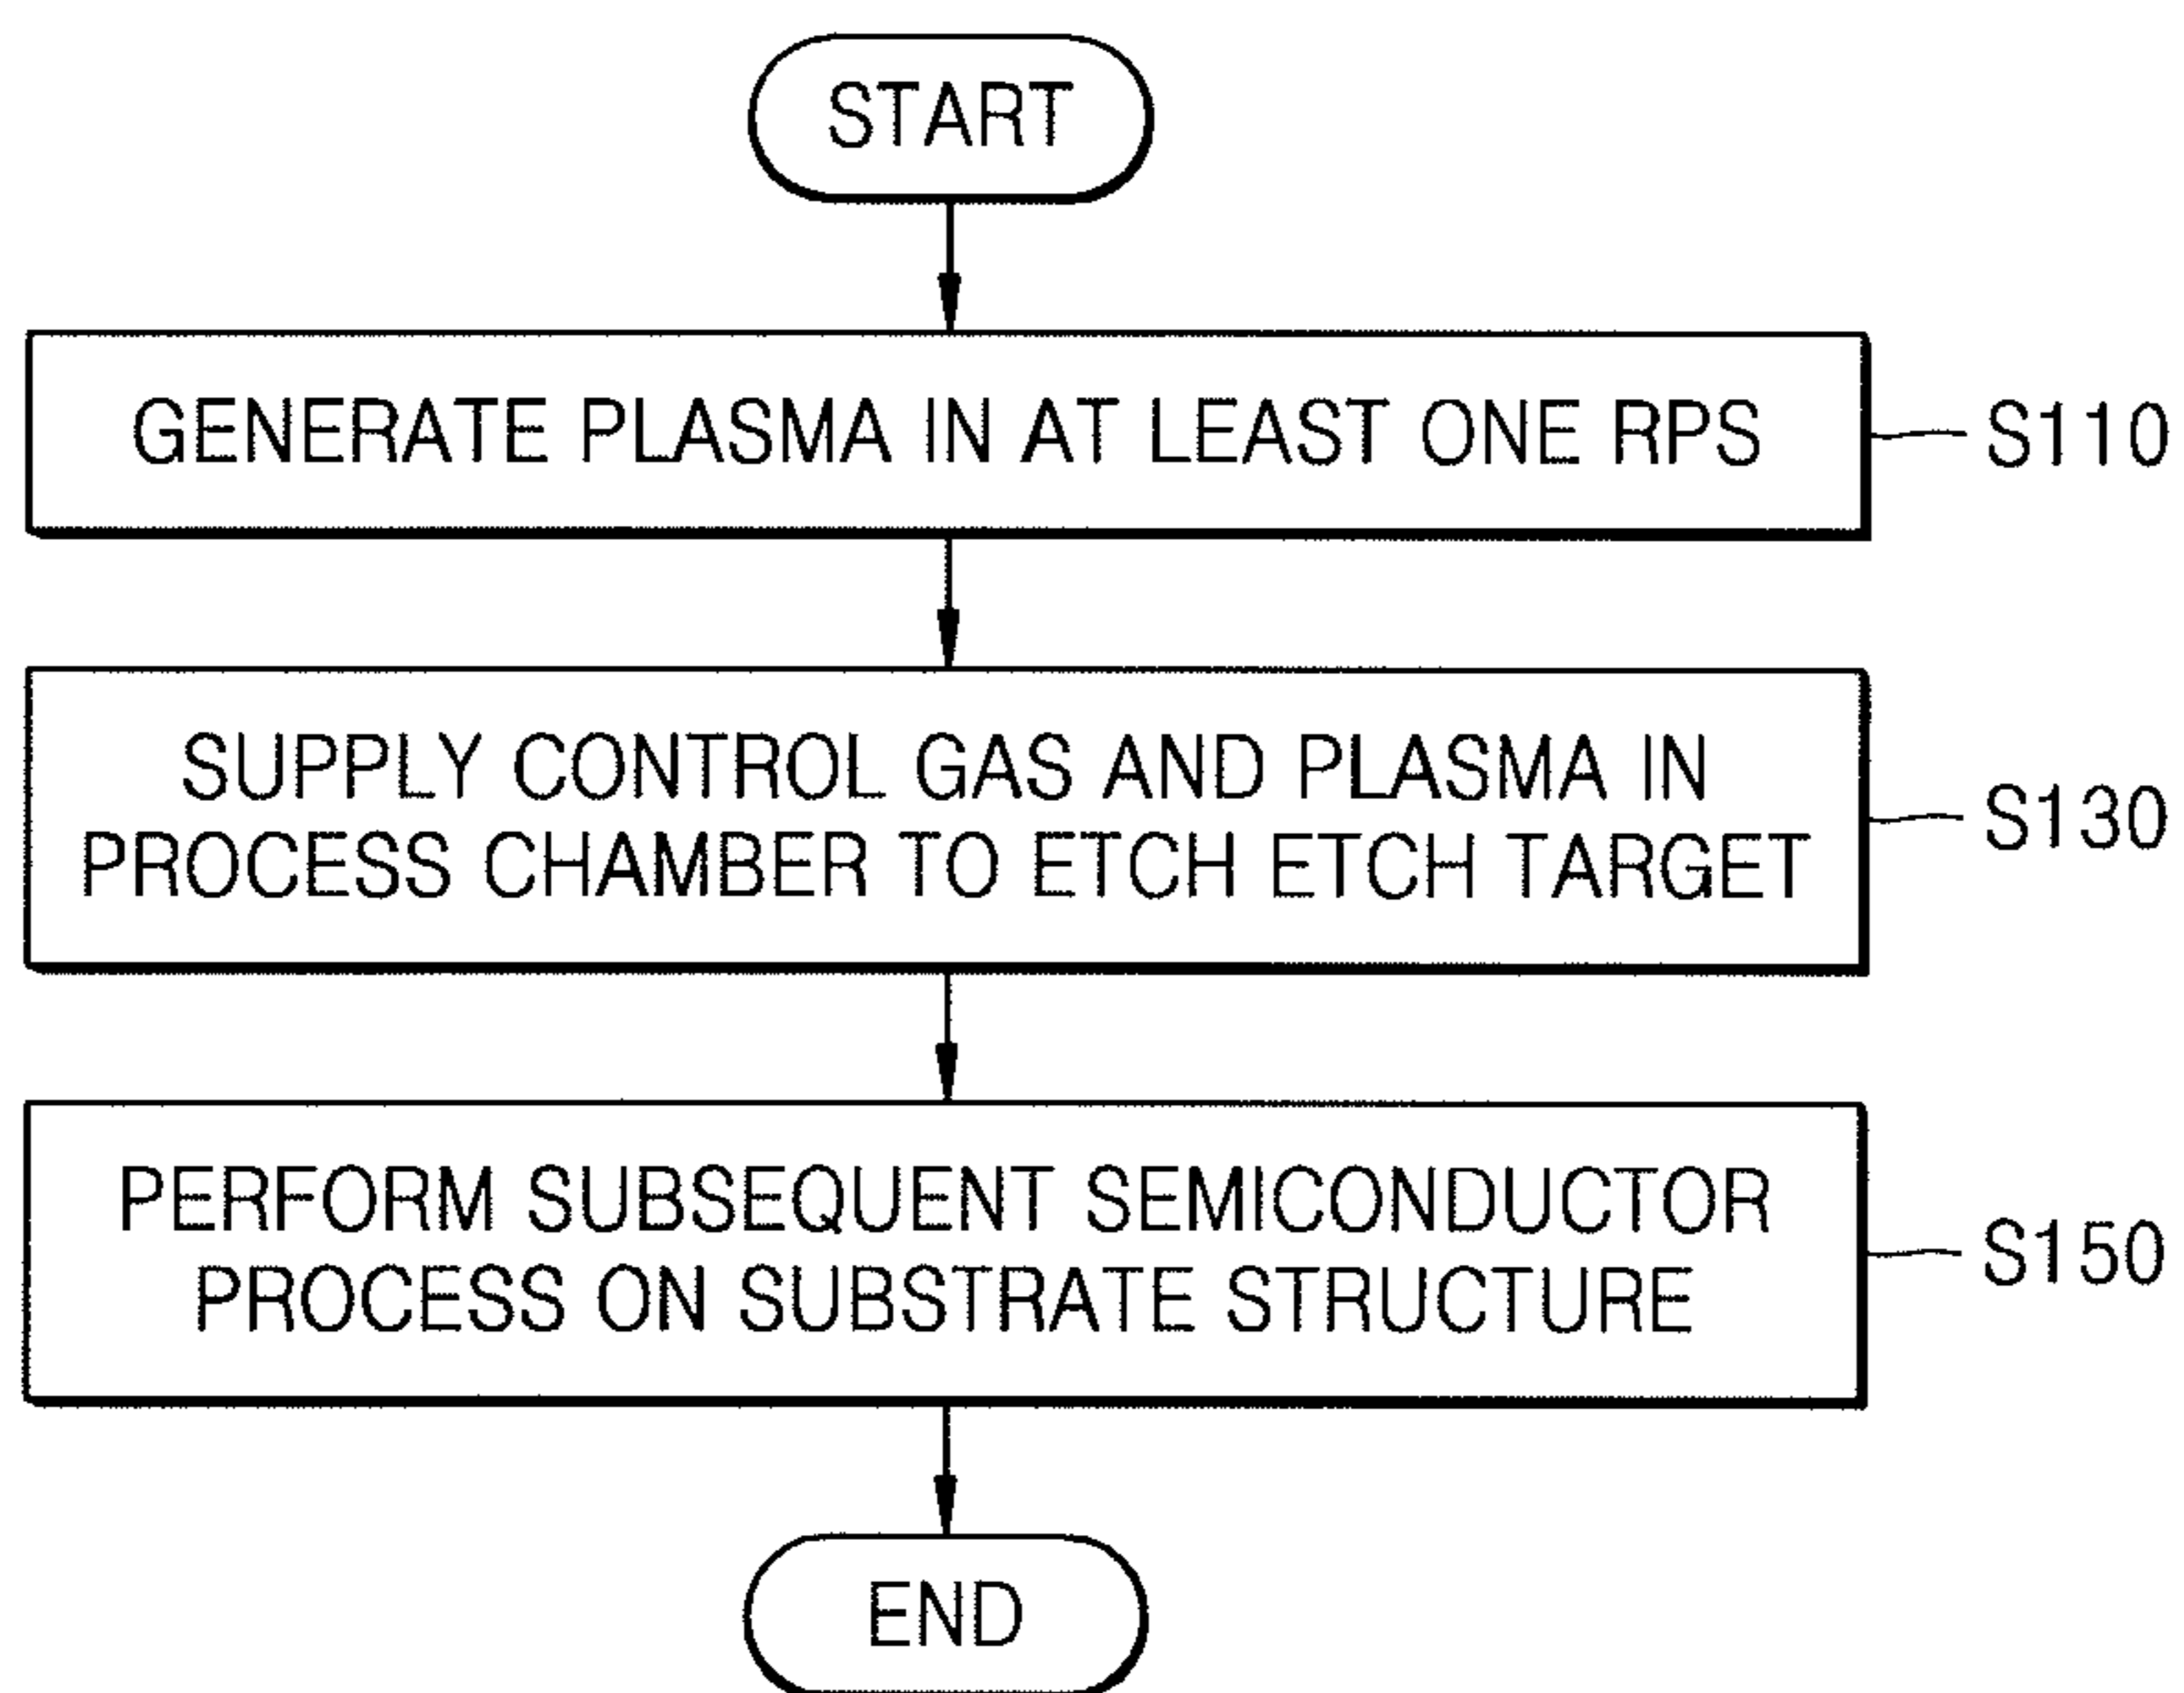 START
GENERATE PLASMA IN AT LEAST ONE RPS
S110
SUPPLY CONTROL GAS AND PLASMA IN
PROCESS CHAMBER TO ETCH ETCH TARGET
S130
PERFORM SUBSEQUENT SEMICONDUCTOR
PROCESS ON SUBSTRATE STRUCTURE
S150
END